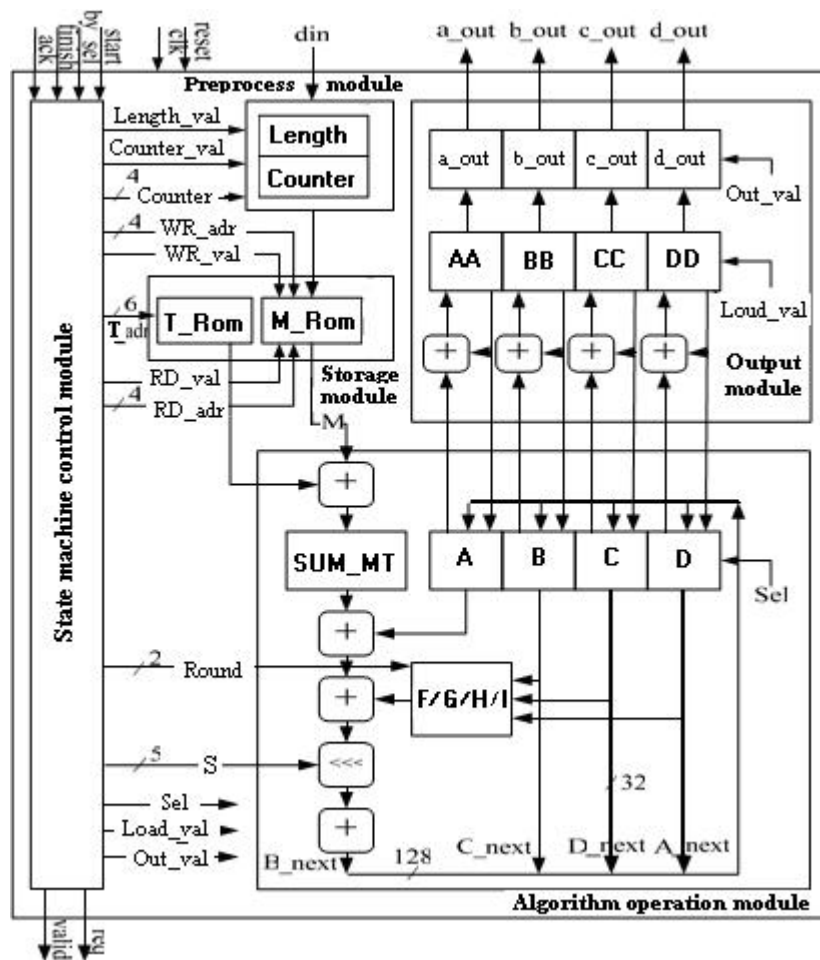 ack
finish
by_sel
start
clk
reset
din
a_out b_out c_out d_out
Preprocess module
Length_val
Counter_val
4
Counter
4
WR_adr
WR_val
Length
Counter
a_out b_out c_out d_out
Out_val
AA BB CC DD
Loud_val
6
T_adr
T_Rom M_Rom
Storage
module
RD_val
4
RD_adr
M
+ + + +
Output
module
State machine control module
+
SUM_MT
A B C D
Sel
+
2
Round
+
F/G/H/I
5
S
<<<
32
Sel
Load_val
Out_val
+
B_next
128
C_next
D_next
A_next
Algorithm operation module
valid
req